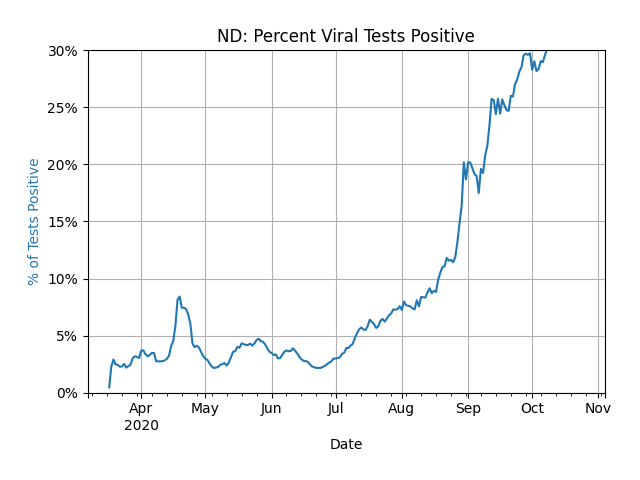 ND: Percent Viral Tests Positive
% of Tests Positive
30%
25%
20%
15%
10%
5%
0%
Apr May Jun Jul Aug Sep Oct Nov
2020
Date